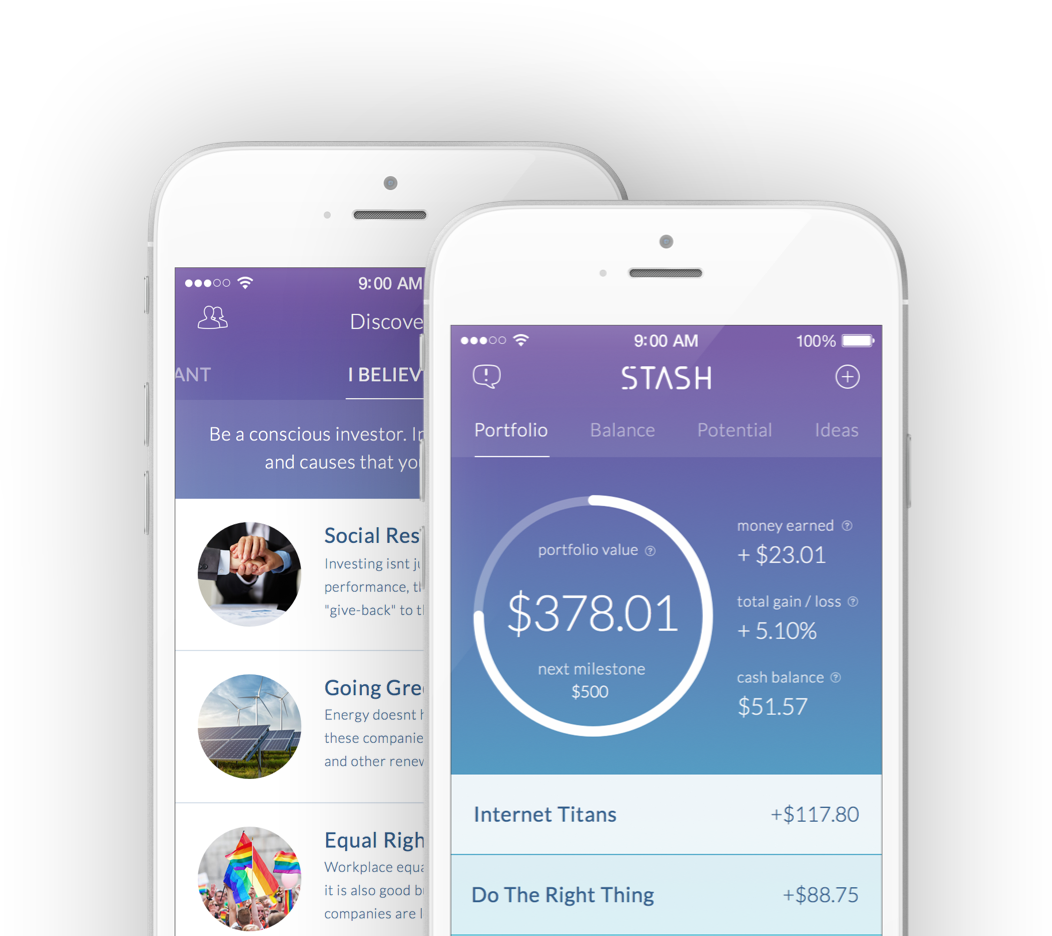 9:00 AM
Discove
ANT
I BELIEV
Be a conscious investor. I
and causes that yo
Social Res
Investing isnt ju
performance, t
"give-back" to t
Going Gre
Energy doesnt
these companie
and other renew
Equal Righ
Workplace equa
it is also good b
companies are l
9:00 AM
100%
STASH
Portfolio
Balance
Potential
Ideas
portfolio value ?
$378.01
next milestone
$500
money earned ?
+ $23.01
total gain / loss ?
+ 5.10%
cash balance ?
$51.57
Internet Titans
+$117.80
Do The Right Thing
+$88.75